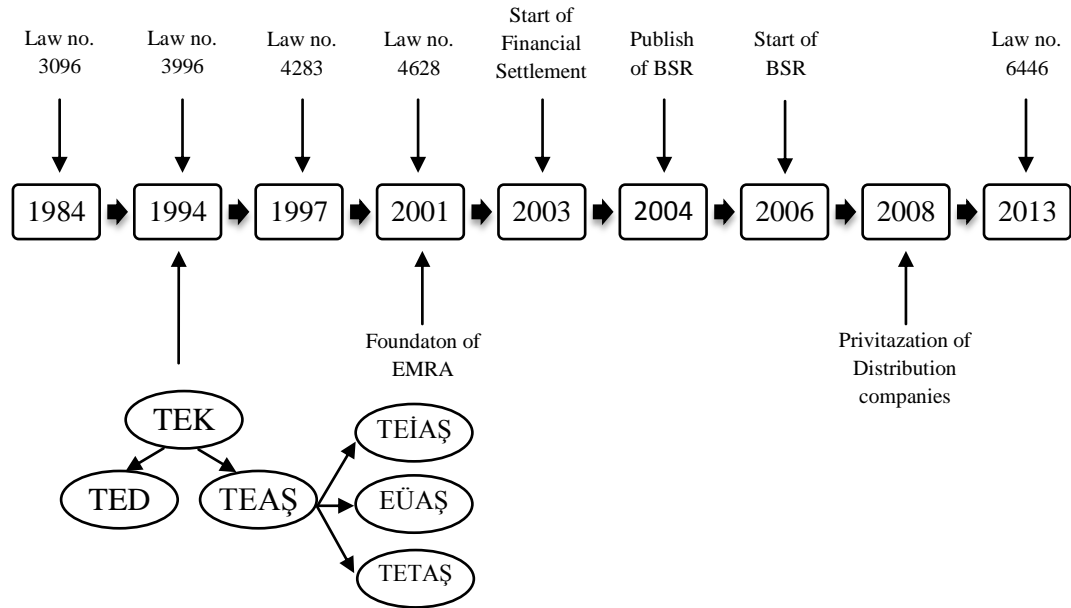 Law no.
3096
Law no.
3996
Law no.
4283
Law no.
4628
Start of
Financial
Settlement
Publish
of BSR
Start of
BSR
Law no.
6446
1984
1994
1997
2001
2003
2004
2006
2008
2013
Foundaton of
EMRA
Privitazation of
Distribution
companies
TEK
TED
TEAŞ
TEİAŞ
EÜAŞ
TETAŞ